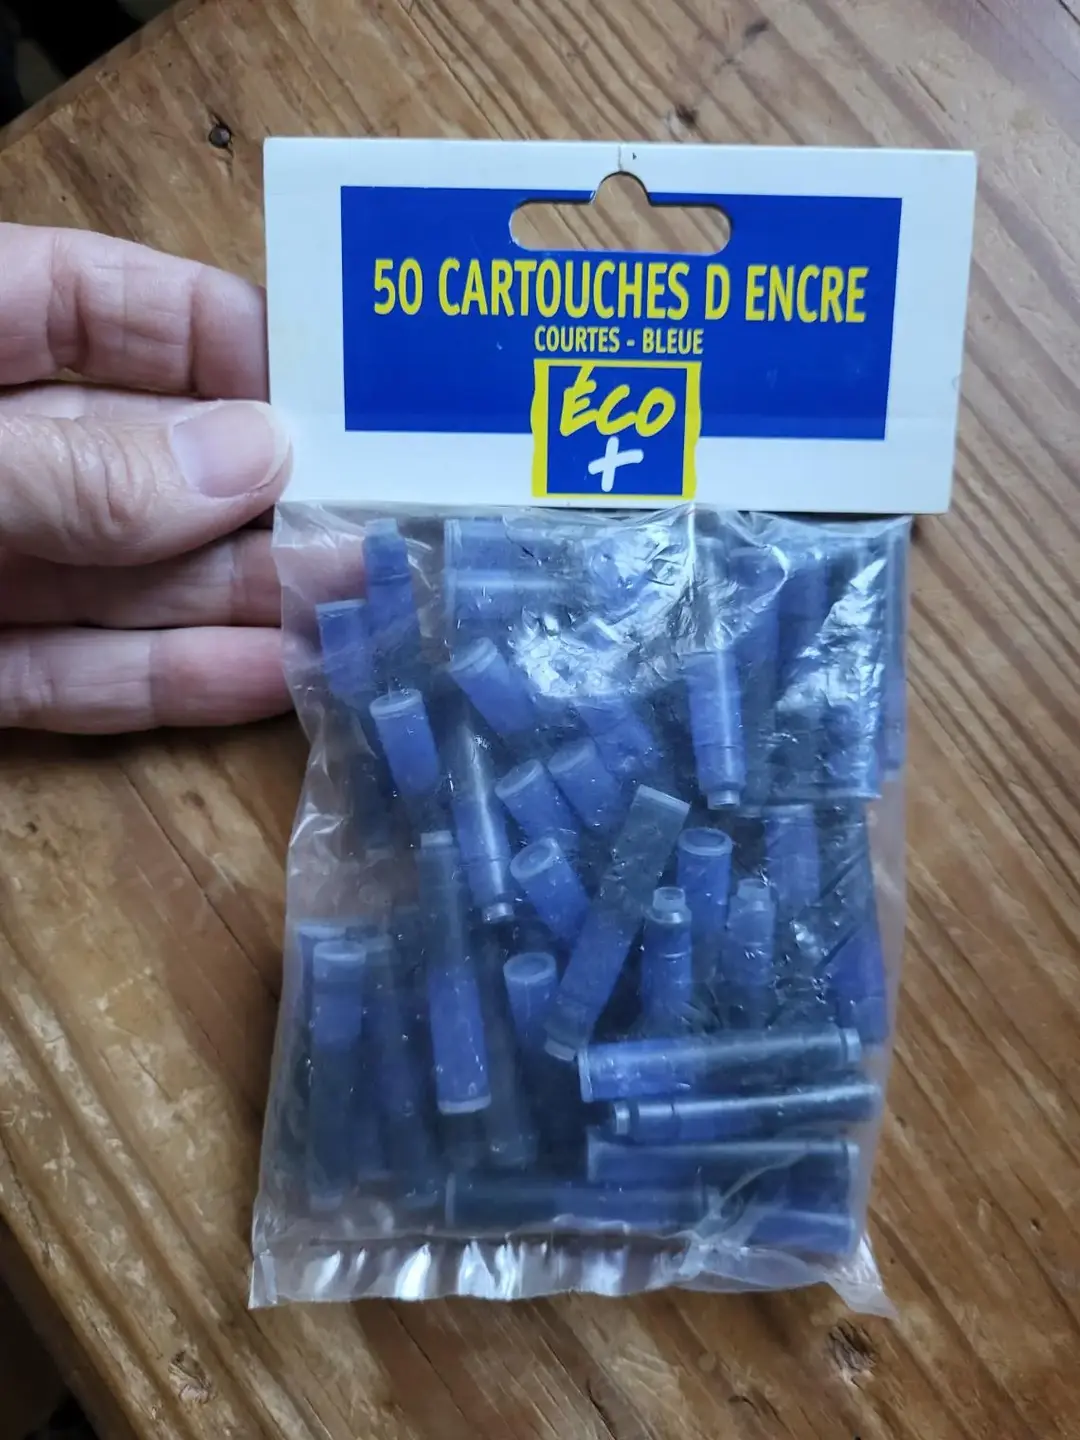 50 CARTOUCHES D ENCRE
COURTES - BLEUE
ÉCO
+